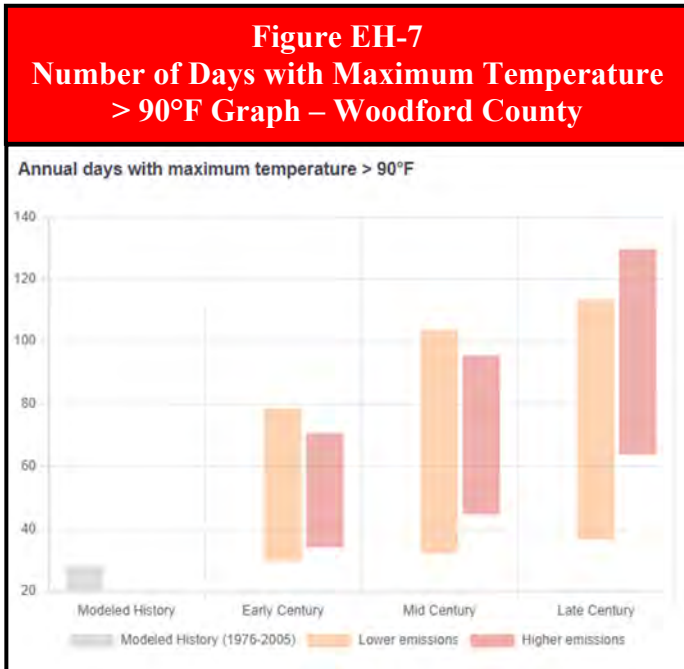 Figure EH-7
Number of Days with Maximum Temperature
> 90°F Graph – Woodford County
Annual days with maximum temperature > 90°F
140
120
100
80
60
40
20
Modeled History Early Century Mid Century Late Century
Modeled History (1976-2005) Lower emissions Higher emissions